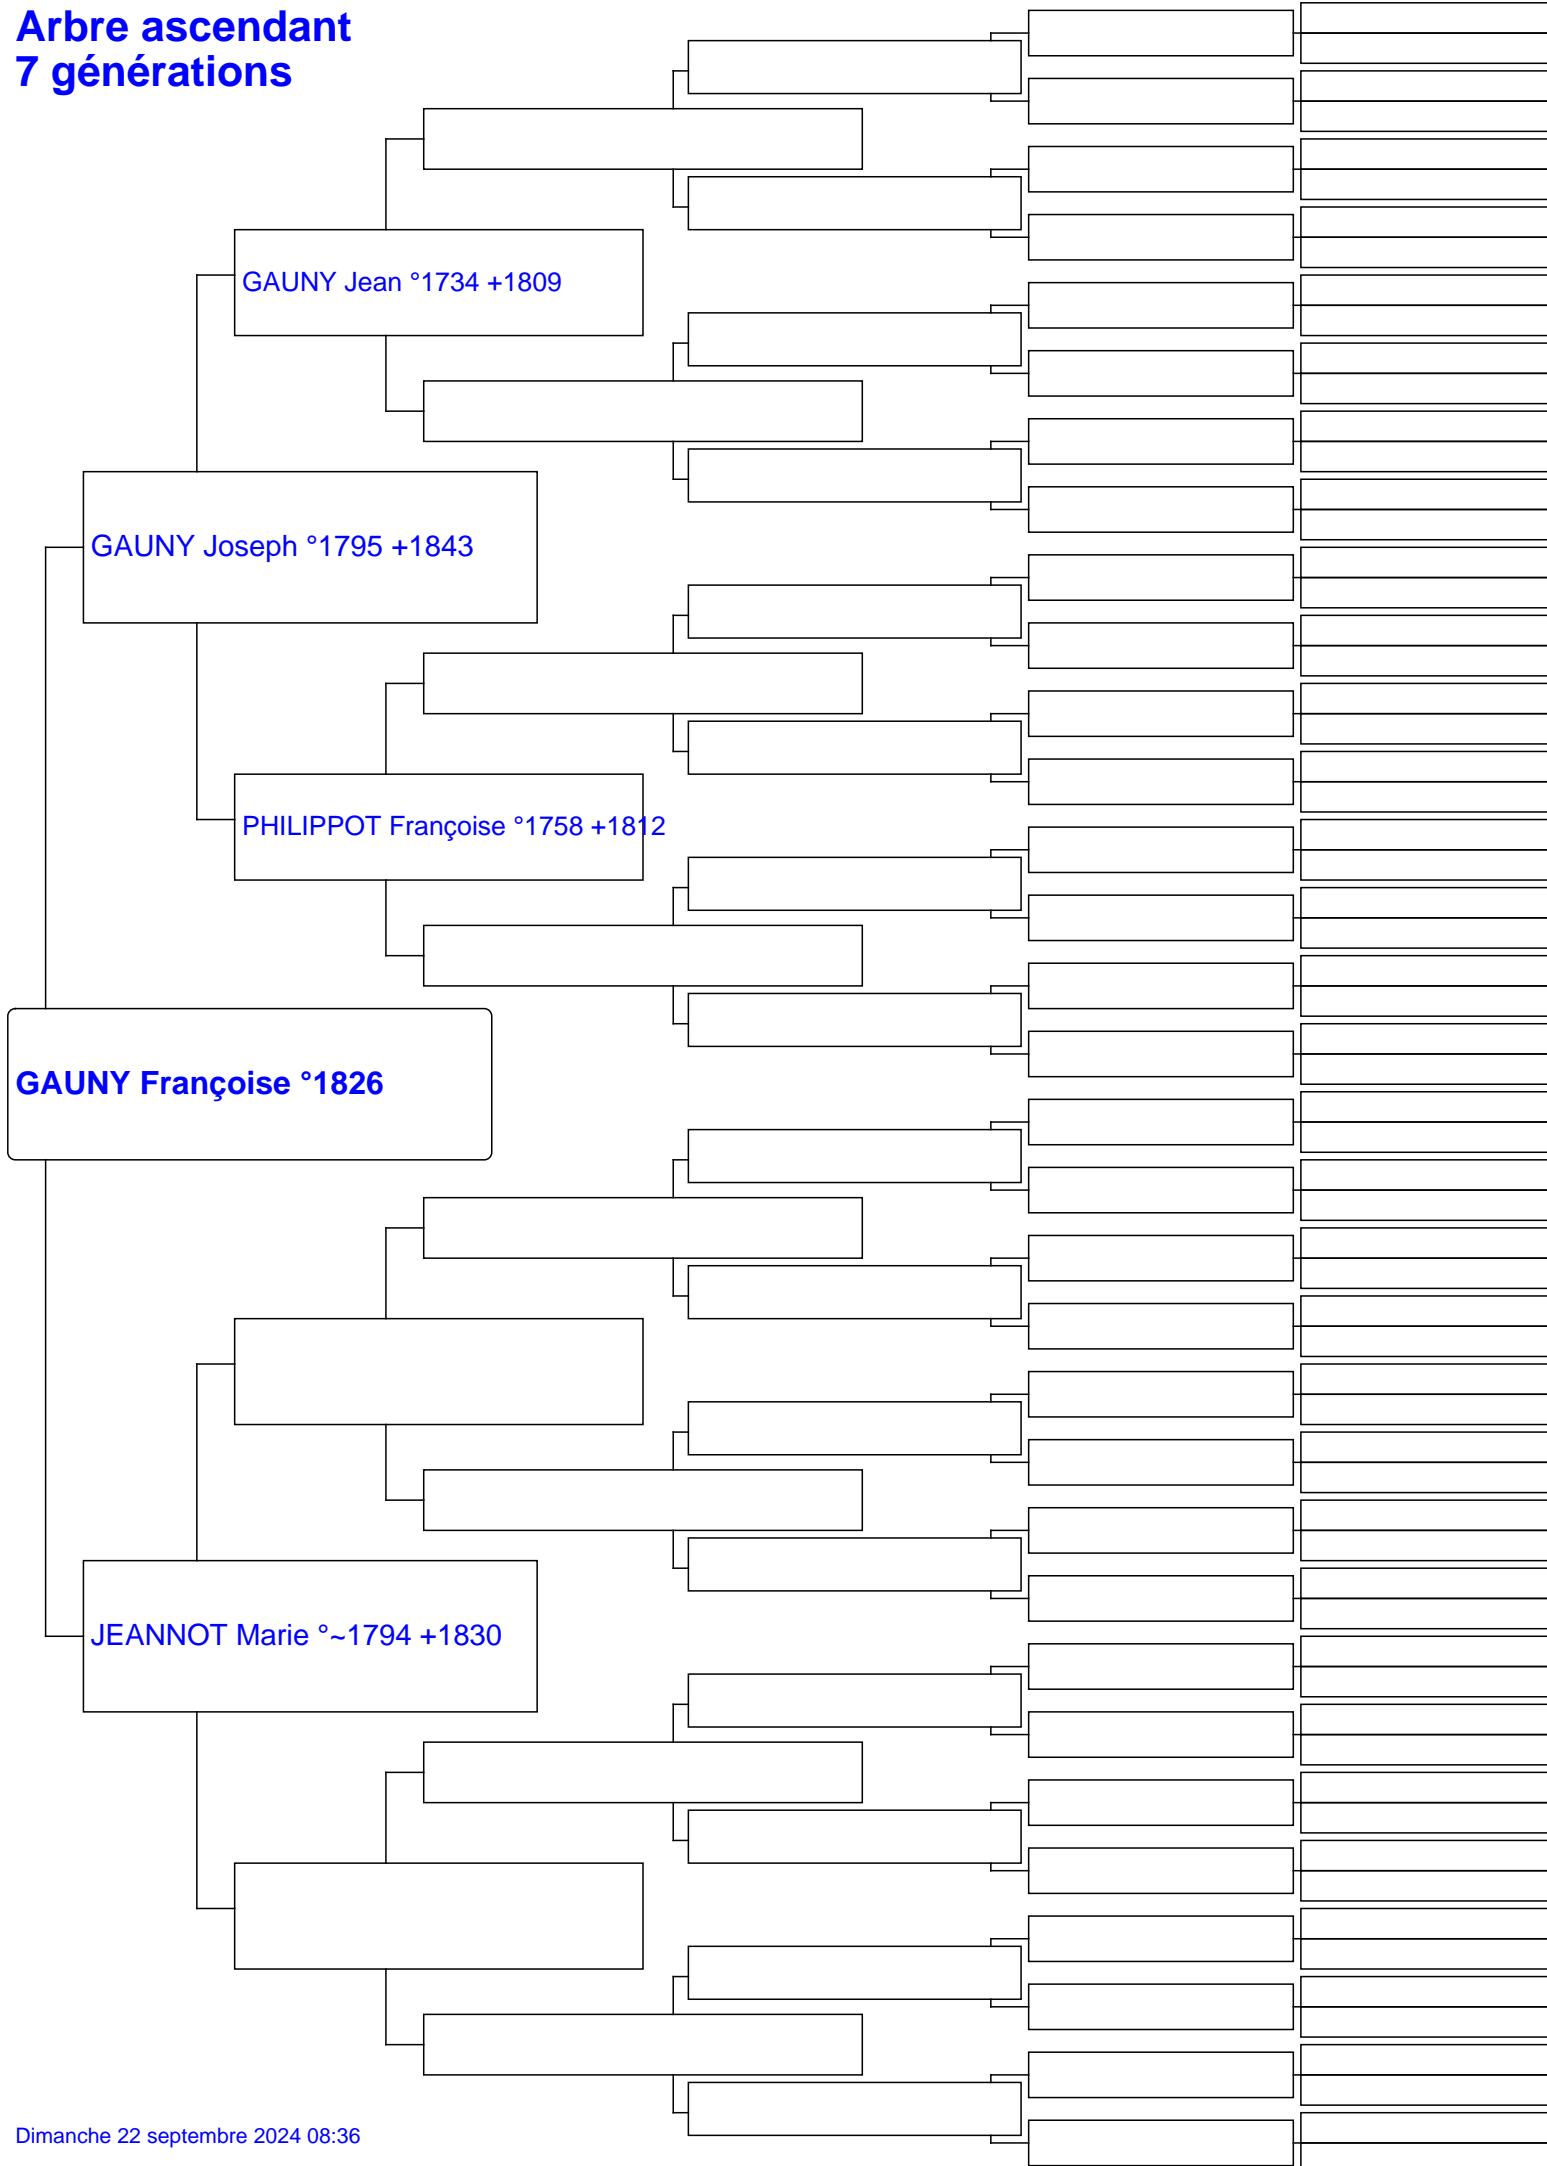 Arbre ascendant
7 générations
GAUNY Jean °1734 +1809
GAUNY Joseph °1795 +1843
PHILIPPOT Françoise °1758 +1812
GAUNY Françoise °1826
JEANNOT Marie °~1794 +1830
Dimanche 22 septembre 2024 08:36